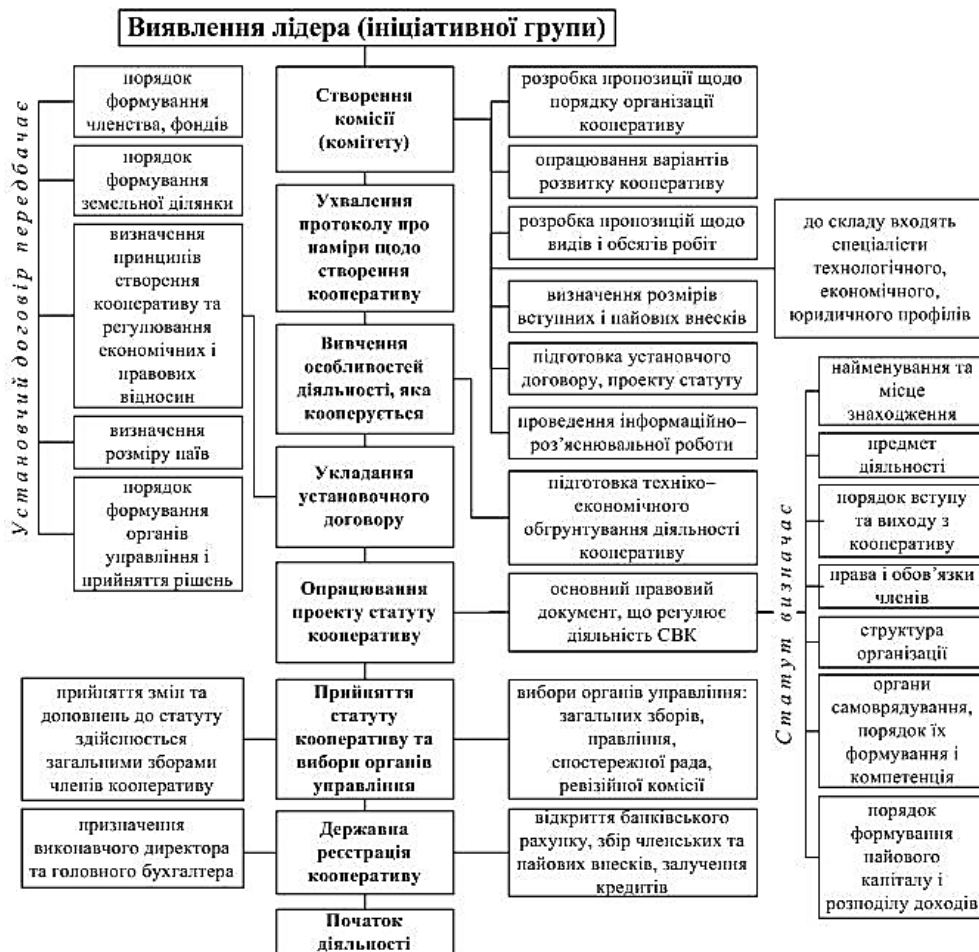 Виявлення лідера (ініціативної групи)
Установчий договір передбачає
порядок
формування
членства, фондів
порядок
формування
земельної ділянки
визначення
принципів
створення
кооперативу та
регулювання
економічних і
правових
відносин
визначення
розміру паїв
порядок
формування
органів
управління і
прийняття рішень
Створення
комісії
(комітету)
Ухвалення
протоколу про
наміри щодо
створення
кооперативу
Вивчення
особливостей
діяльності, яка
кооперується
Укладання
установочного
договору
Опрацювання
проекту статуту
кооперативу
Прийняття
статуту
кооперативу та
вибори органів
управління
Державна
реєстрація
кооперативу
Початок
діяльності
прийняття змін та
доповнень до статуту
здійснюється
загальними зборами
членів кооперативу
призначення
виконавчого директора
та головного бухгалтера
розробка пропозиції щодо
порядку організації
кооперативу
опрацювання варіантів
розвитку кооперативу
розробка пропозицій щодо
видів і обсягів робіт
визначення розмірів
вступних і пайових внесків
підготовка установчого
договору, проекту статуту
проведення інформаційно–
роз’яснювальної роботи
підготовка техніко–
економічного
обгрунтування діяльності
кооперативу
основний правовий
документ, що регулює
діяльність СВК
вибори органів управління:
загальних зборів,
правління,
спостережної рада,
ревізійної комісії
відкриття банківського
рахунку, збір членських та
пайових внесків, залучення
кредитів
до складу входять
спеціалісти
технологічного,
економічного,
юридичного профілів
Статут визначає
найменування та
місце
знаходження
предмет
діяльності
порядок вступу
та виходу з
кооперативу
права і обов’язки
членів
структура
організації
органи
самоврядування,
порядок їх
формування і
компетенція
порядок
формування
пайового
капіталу і
розподілу доходів